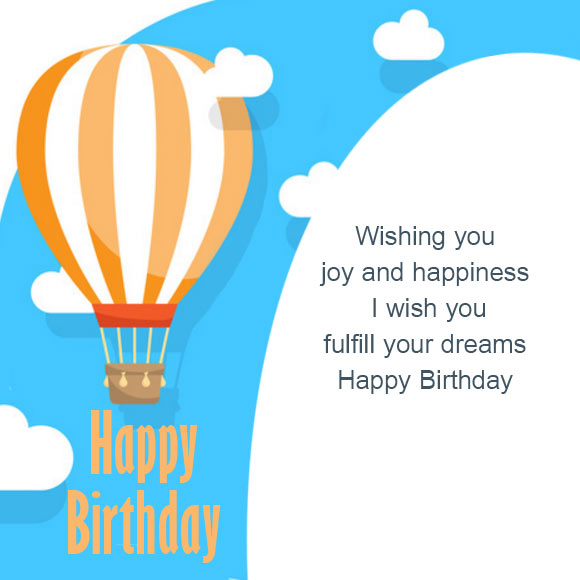 Wishing you
joy and happiness
I wish you
fulfill your dreams
Happy Birthday
Happy
Birthday